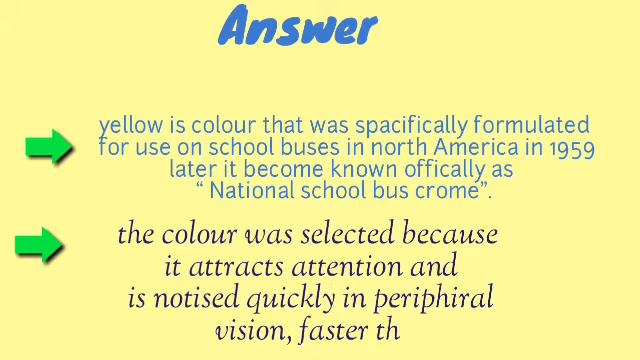 Answer
yellow is colour that was spacifically formulated
for use on school buses in north America in 1959
later it become known offically as
“ National school bus crome”.
the colour was selected because
it attracts attention and
is notised quickly in periphiral
vision, faster th